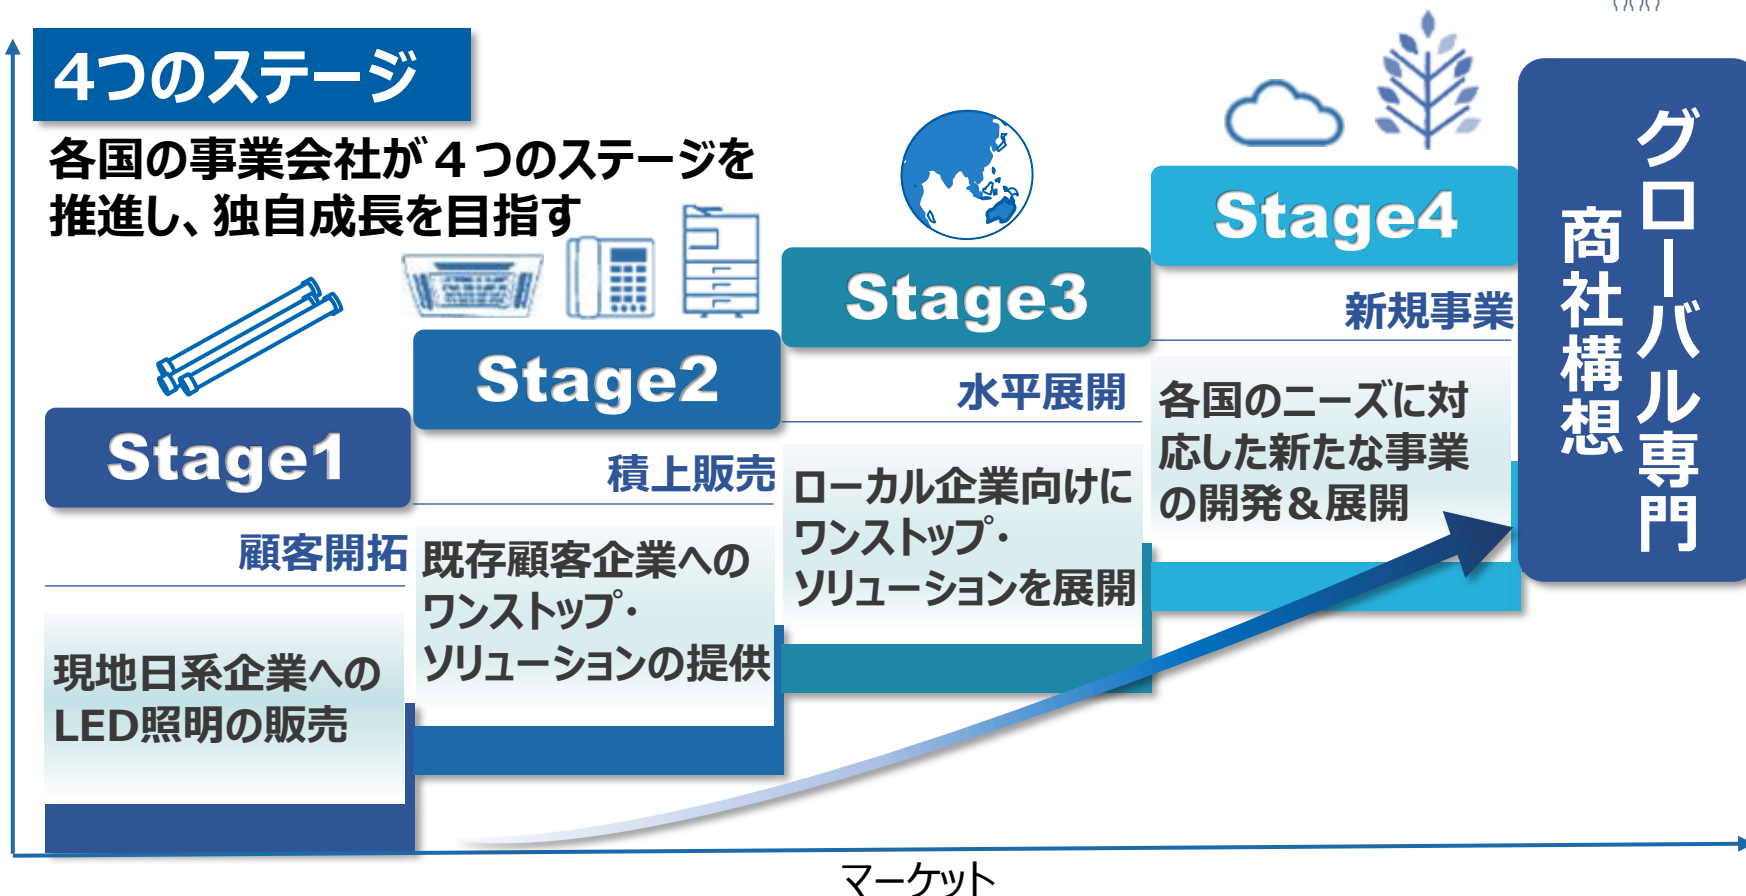 4つのステージ
各国の事業会社が４つのステージを
推進し、独自成長を目指す
Stage1
顧客開拓
現地日系企業への
LED照明の販売
Stage2
積上販売
既存顧客企業への
ワンストップ・
ソリューションの提供
Stage3
水平展開
ローカル企業向けに
ワンストップ・
ソリューションを展開
Stage4
新規事業
各国のニーズに対
応した新たな事業
の開発＆展開
グローバル専門
商社構想
マーケット